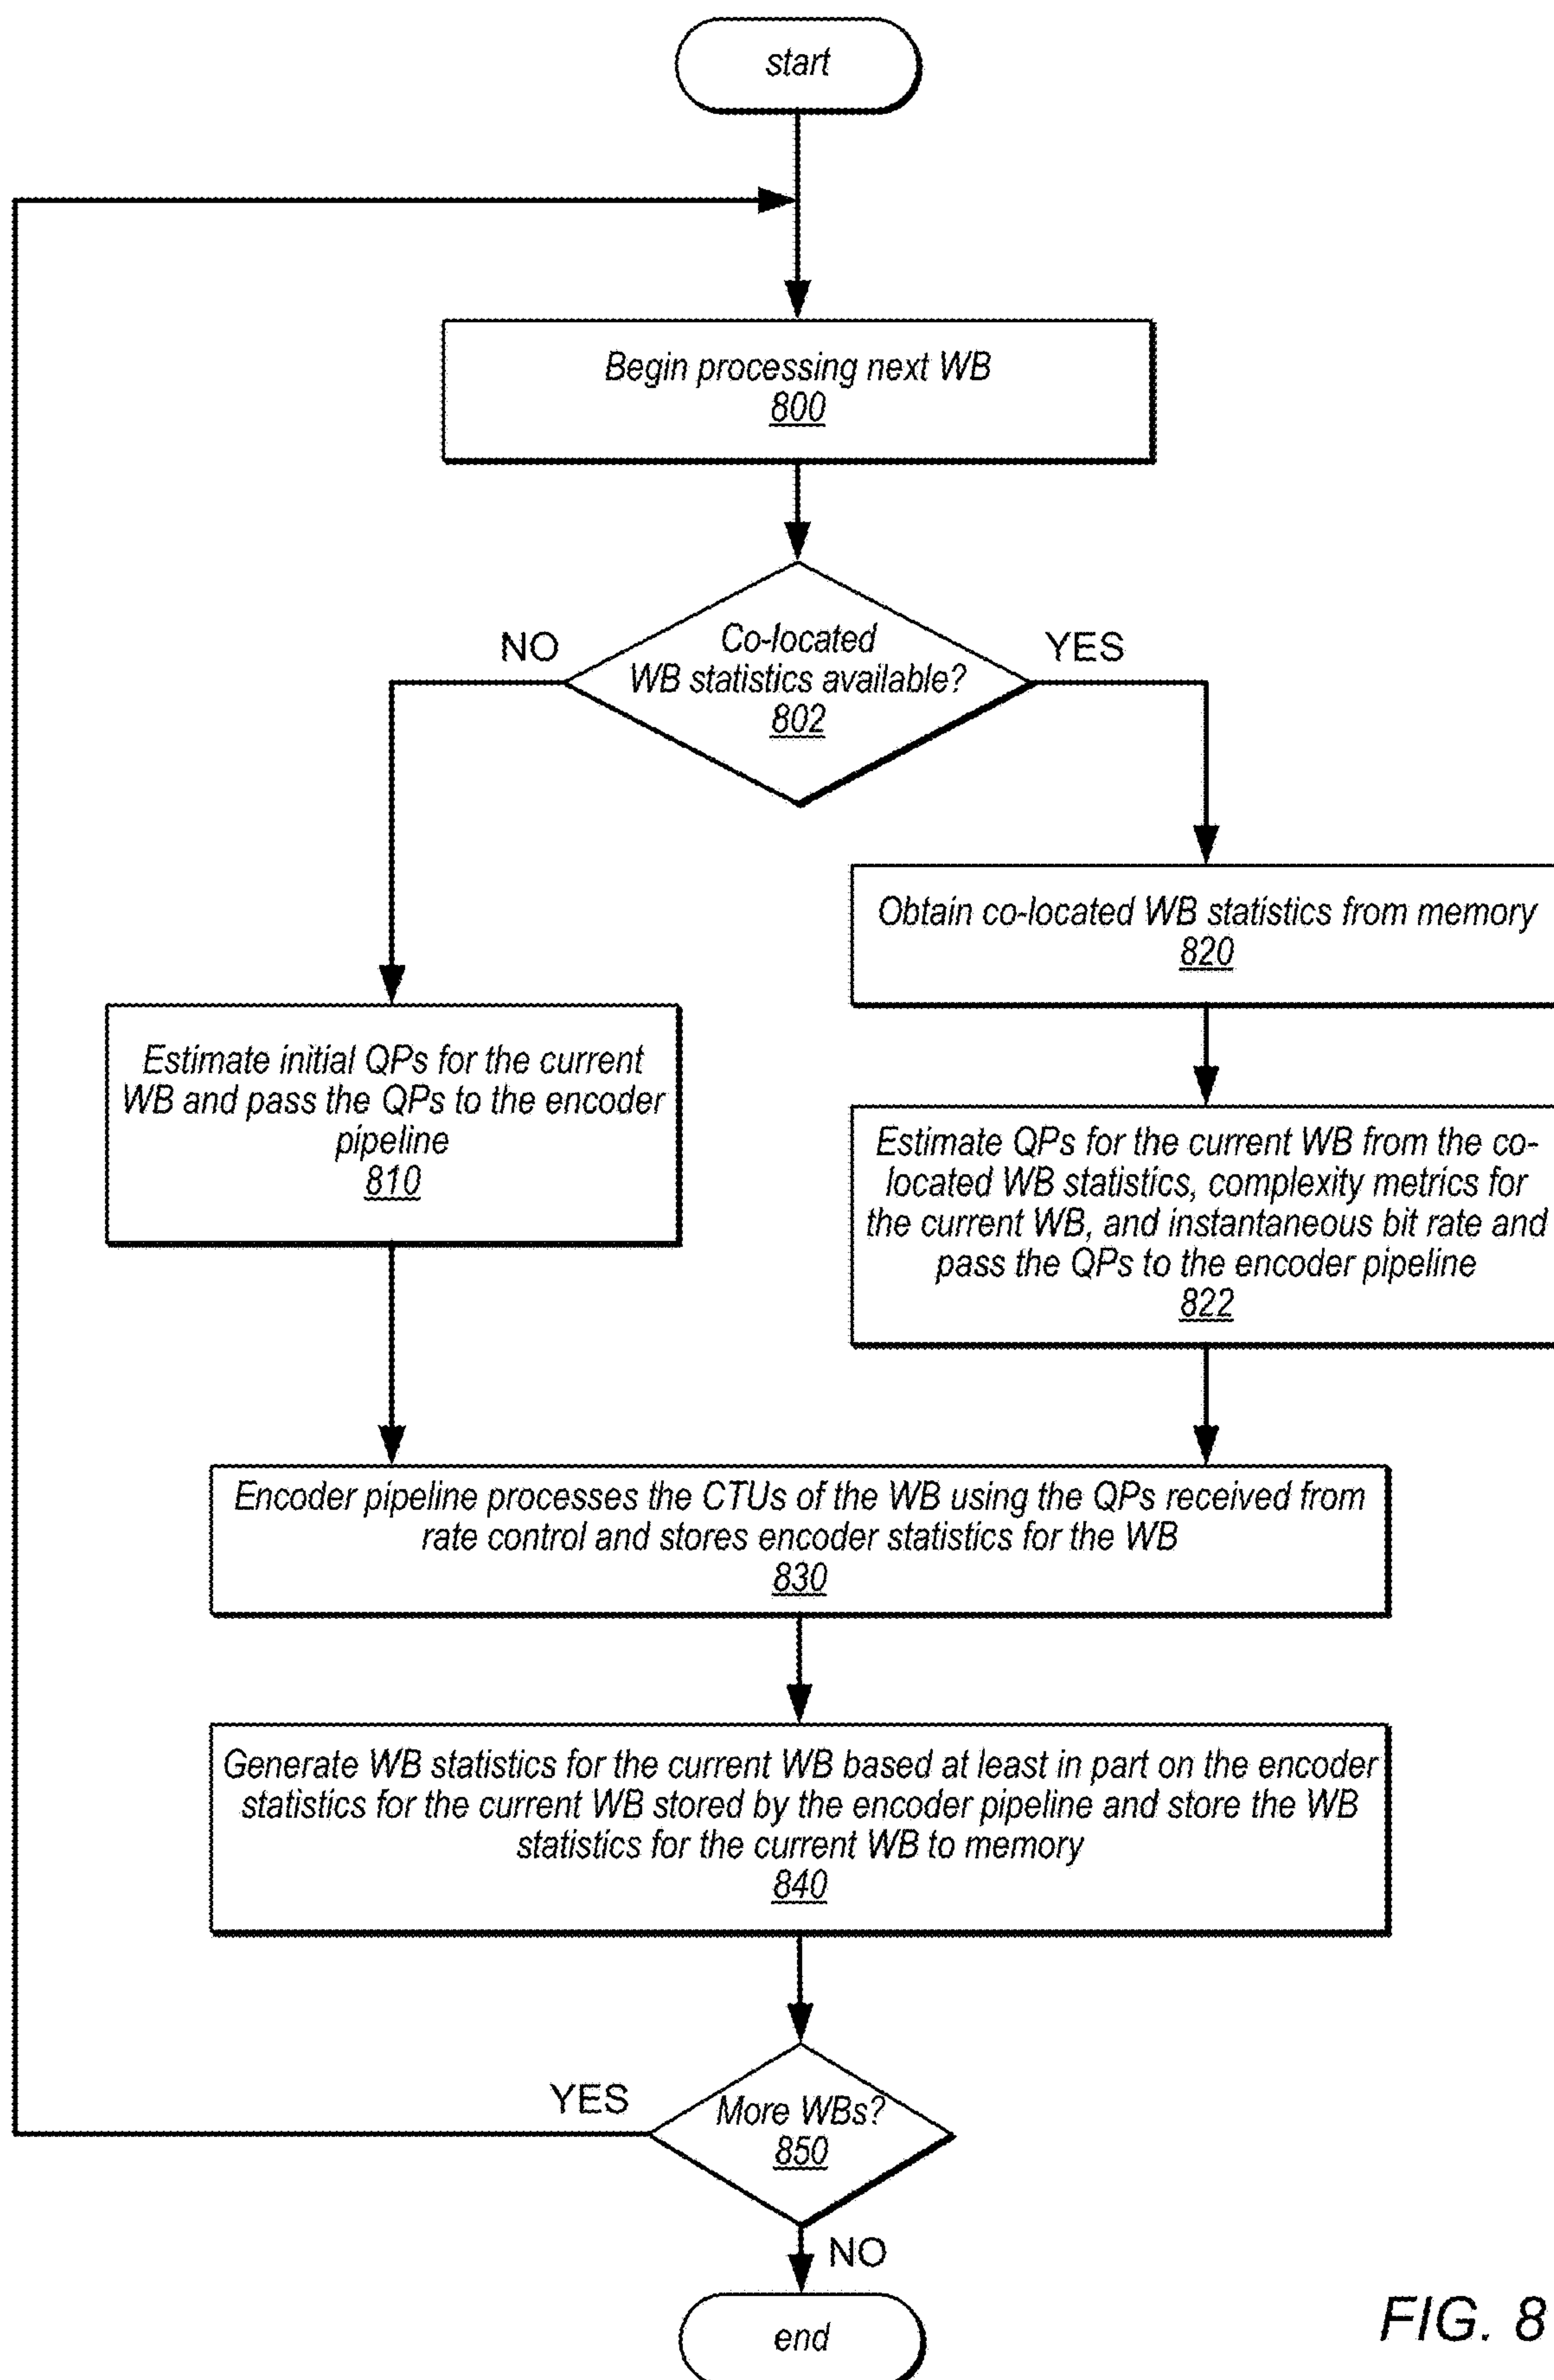 start
Begin processing next WB
800
Co-located
WB statistics available?
802
NO
YES
Obtain co-located WB statistics from memory
820
Estimate initial QPs for the current
WB and pass the QPs to the encoder
pipeline
810
Estimate QPs for the current WB from the co-
located WB statistics, complexity metrics for
the current WB, and instantaneous bit rate and
pass the QPs to the encoder pipeline
822
Encoder pipeline processes the CTUs of the WB using the QPs received from
rate control and stores encoder statistics for the WB
830
Generate WB statistics for the current WB based at least in part on the encoder
statistics for the current WB stored by the encoder pipeline and store the WB
statistics for the current WB to memory
840
YES
More WBs?
850
NO
end
FIG. 8